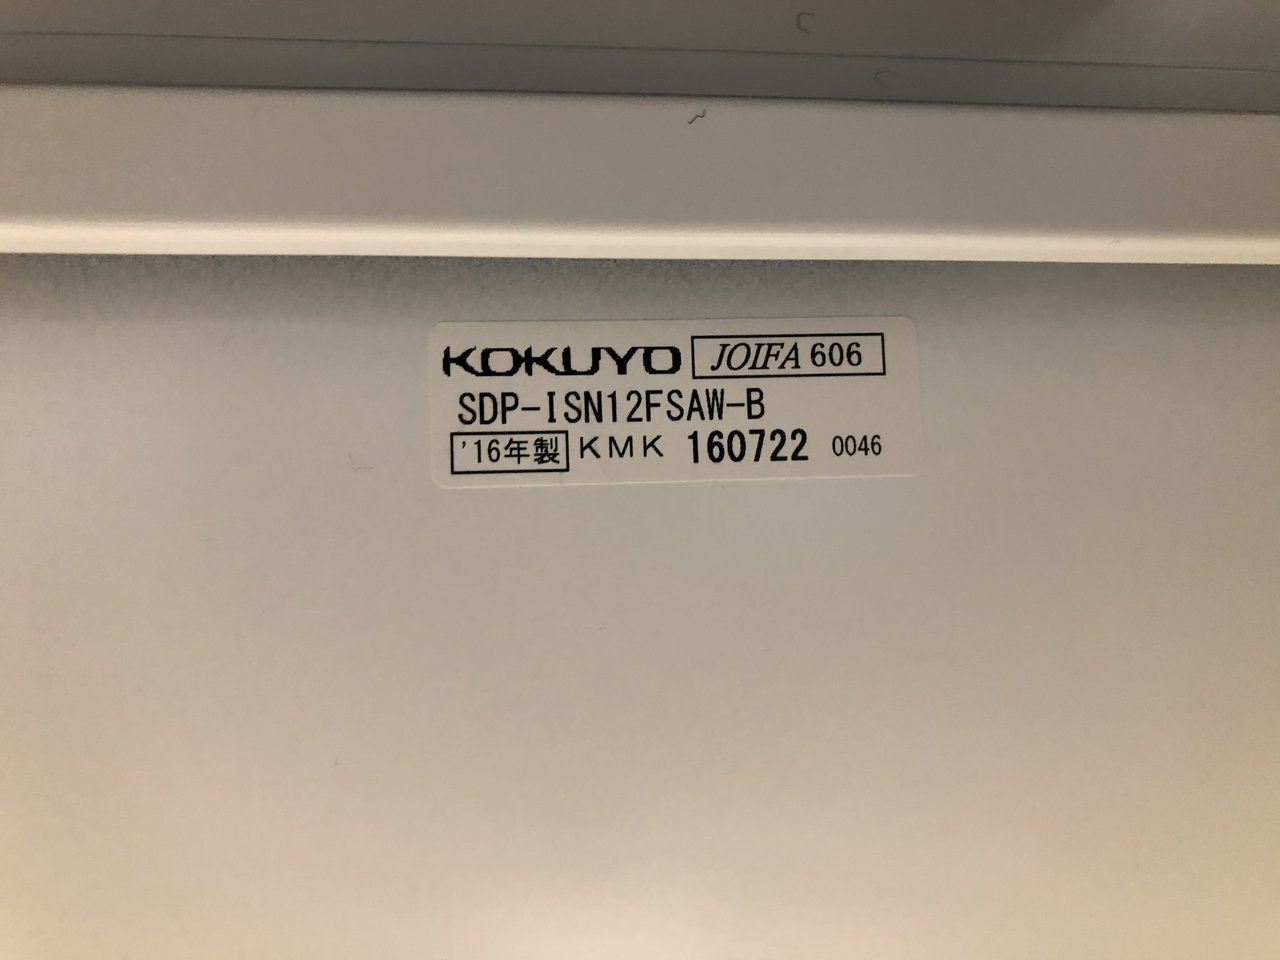 KOKUYO JOIFA 606
SDP-ISN12FSAW-B
'16年製 KMK 160722 0046